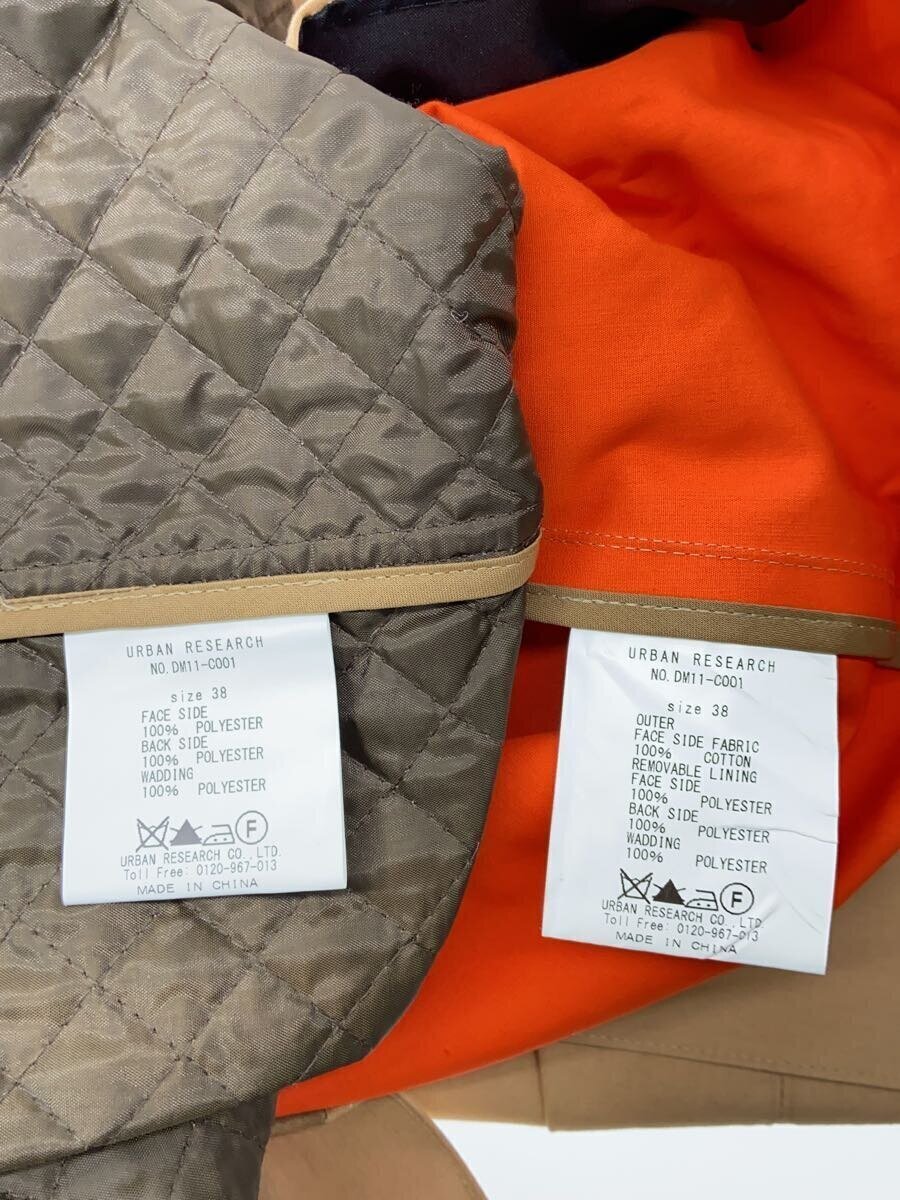 URBAN RESEARCH
NO. DM11-C001
size 38
FACE SIDE
100% POLYESTER
BACK SIDE
100% POLYESTER
WADDING
100% POLYESTER
F
URBAN RESEARCH CO., LTD.
Toll Free: 0120-967-013
MADE IN CHINA
URBAN RESEARCH
NO. DM11-C001
size 38
OUTER
FACE SIDE FABRIC
100% COTTON
REMOVABLE LINING
FACE SIDE
100% POLYESTER
BACK SIDE
100% POLYESTER
WADDING
100% POLYESTER
F
URBAN RESEARCH CO., LTD.
Toll Free: 0120-967-013
MADE IN CHINA